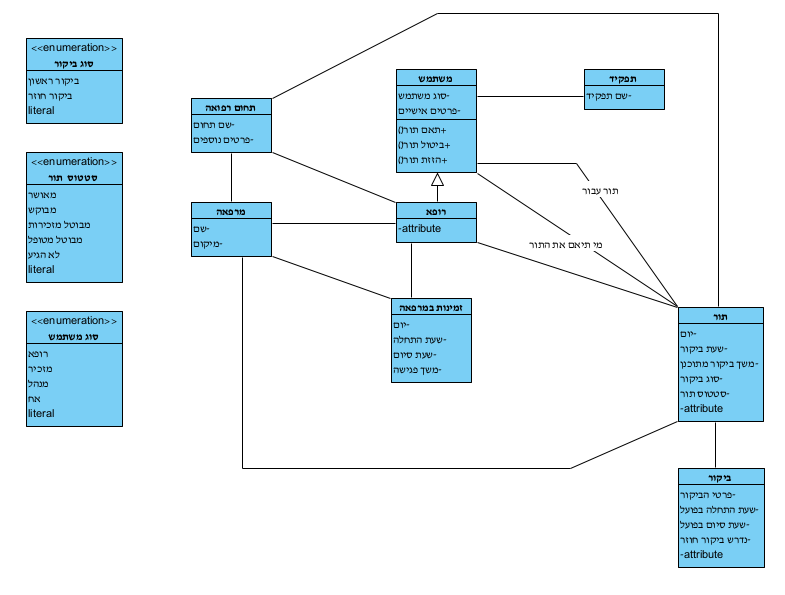 <<enumeration>>
סוג ביקור
ביקור ראשון
ביקור חוזר
literal
<<enumeration>>
סטטוס תור
מאושר
מבוקש
מבוטל מזכירות
מבוטל מטופל
לא הגיע
literal
<<enumeration>>
סוג משתמש
רופא
מזכיר
מנהל
אח
literal
תחום רפואה
-שם תחום
-פרטים נוספים
משתמש
-סוג משתמש
-פרטים אישיים
+תאם תור()
+ביטול תור()
+הזזת תור()
תפקיד
-שם תפקיד
מרפאה
-שם
-מיקום
רופא
-attribute
תור עבור
מי תיאם את התור
זמינות במרפאה
-יום
-שעת התחלה
-שעת סיום
-משך פגישה
תור
-יום
-שעת ביקור
-משך ביקור מתוכנן
-סוג ביקור
-סטטוס תור
-attribute
ביקור
-פרטי הביקור
-שעת התחלה בפועל
-שעת סיום בפועל
-נדרש ביקור חוזר
-attribute